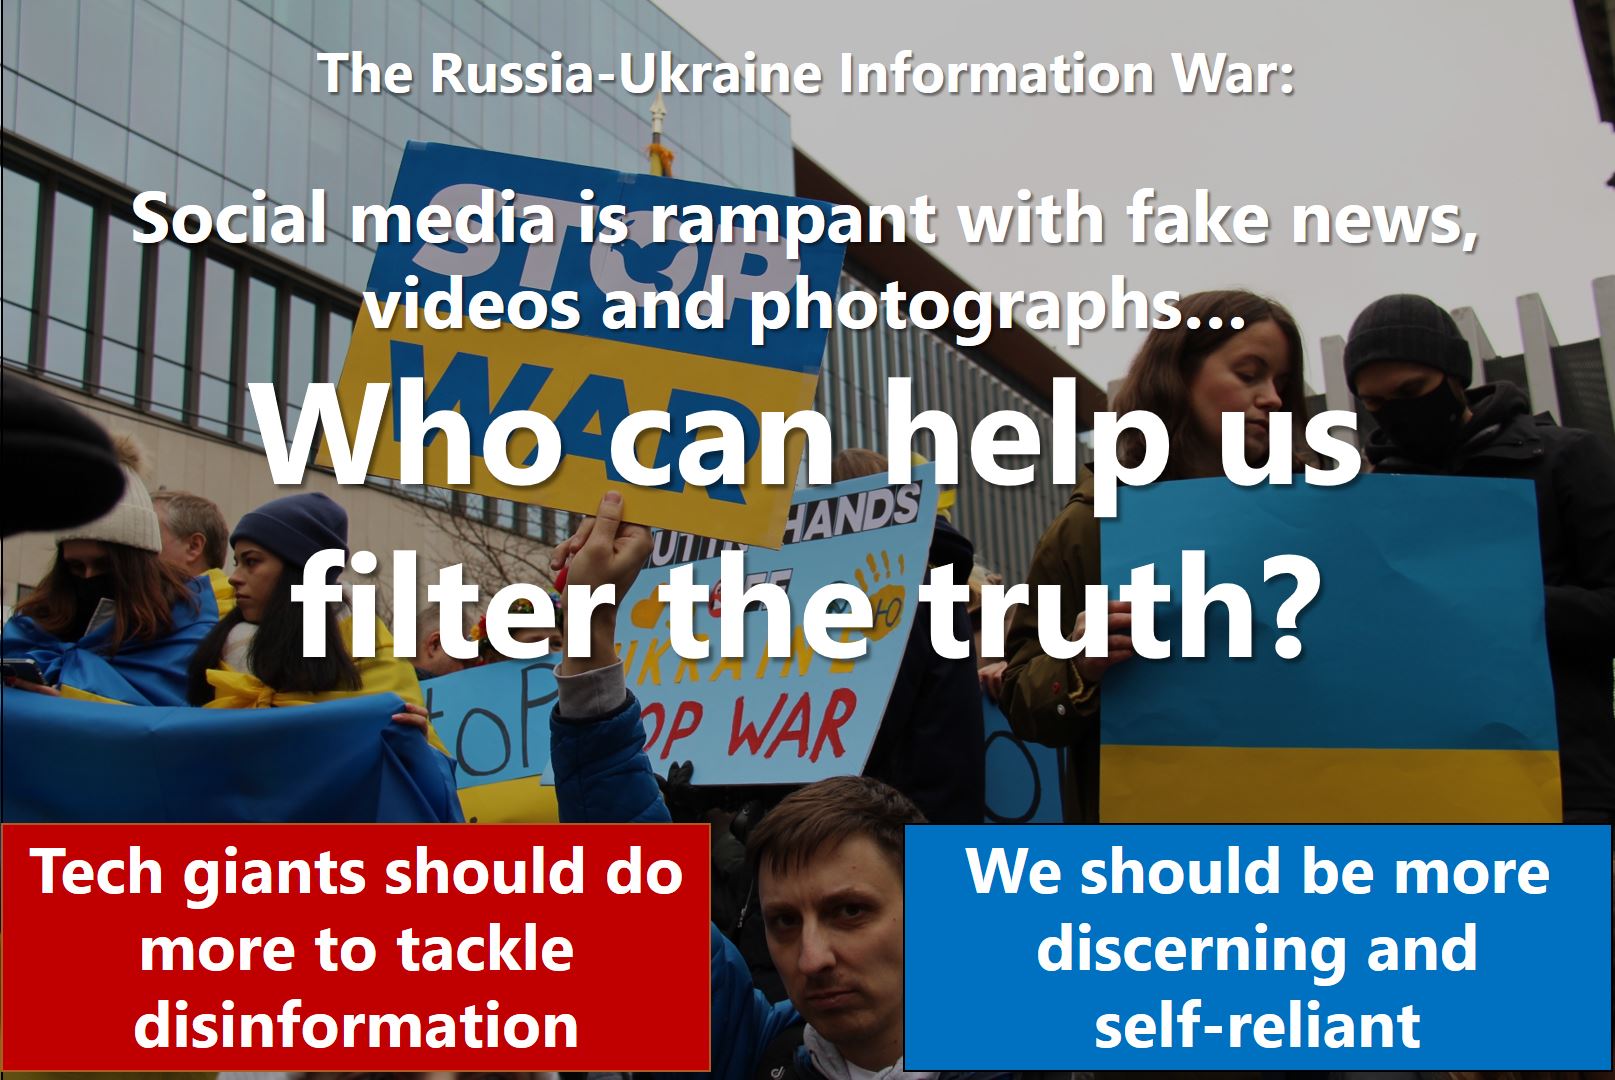 The Russia-Ukraine Information War:
Social media is rampant with fake news,
videos and photographs...
Who can help us
filter the truth?
STOP
WAR
HANDS
OFF
UKRAINE
OP WAR
toP
Tech giants should do
more to tackle
disinformation
We should be more
discerning and
self-reliant